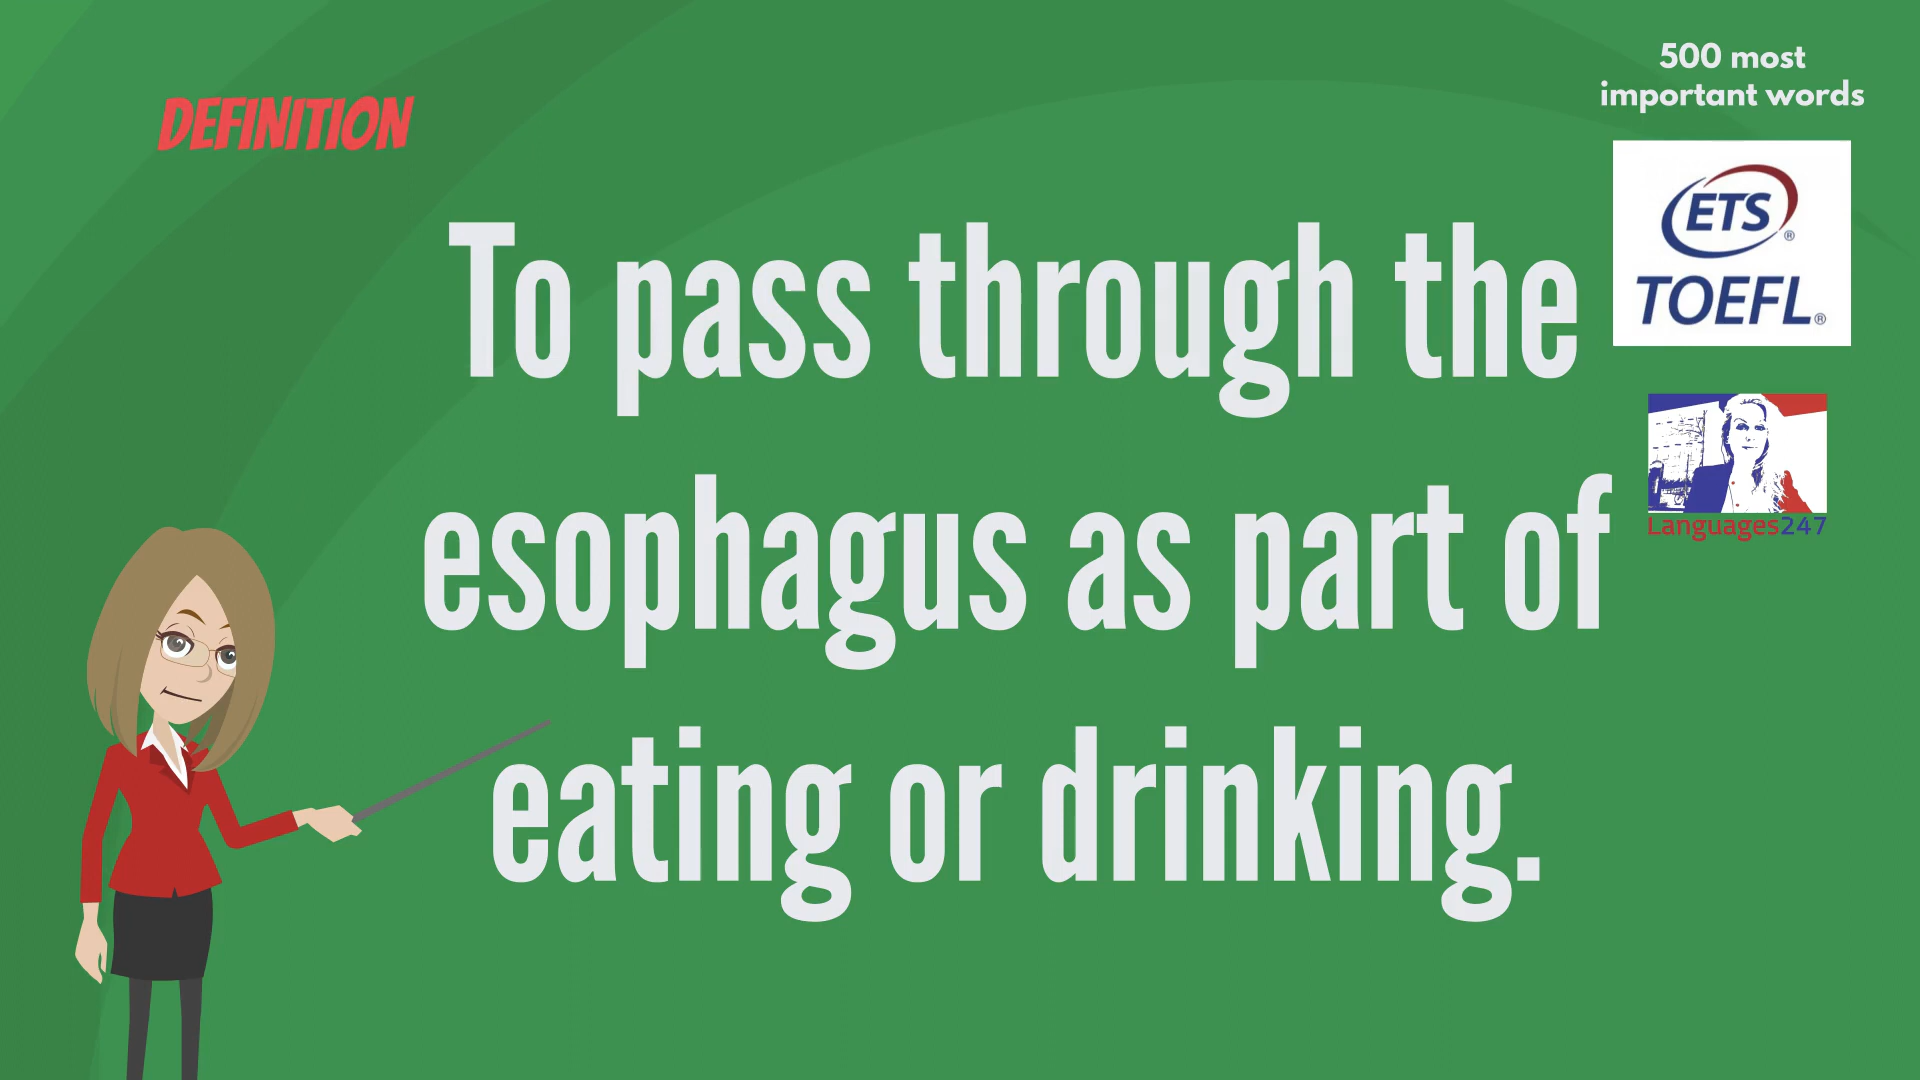 500 most
important words
DEFINITION
ETS®
TOEFL®
To pass through the
esophagus as part of
eating or drinking.
Languages247